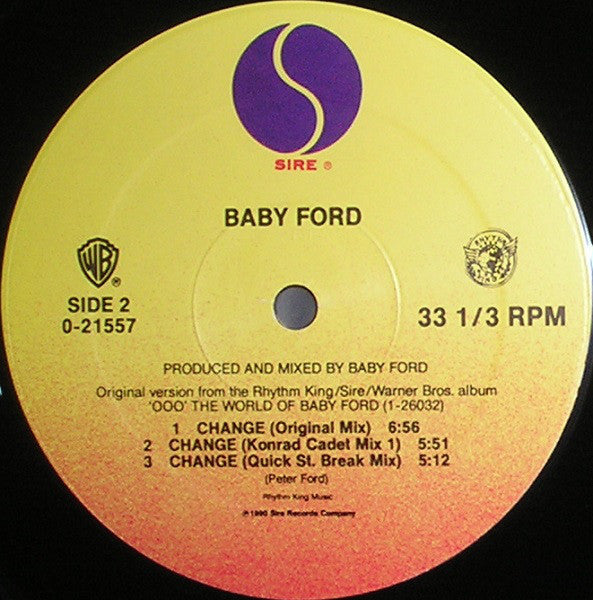 SIRE ®
BABY FORD
WB ®
RHYTHM KING
SIDE 2
0-21557
33 1/3 RPM
PRODUCED AND MIXED BY BABY FORD
Original version from the Rhythm King/Sire/Warner Bros. album
'OOO' THE WORLD OF BABY FORD (1-26032)
1 CHANGE (Original Mix) 6:56
2 CHANGE (Konrad Cadet Mix 1) 5:51
3 CHANGE (Quick St. Break Mix) 5:12
(Peter Ford)
Rhythm King Music
℗ 1990 Sire Records Company